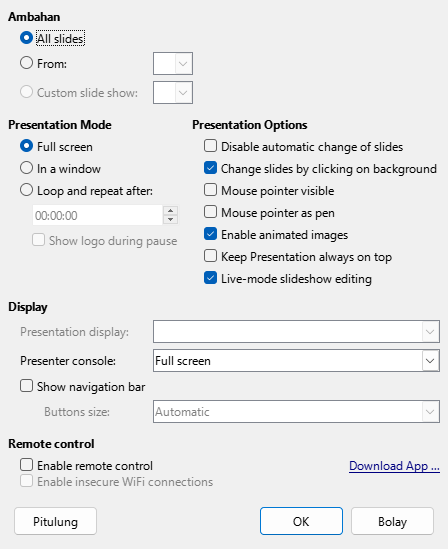 Ambahan
All slides
From:
Custom slide show:
Presentation Mode
Full screen
In a window
Loop and repeat after:
00:00:00
Show logo during pause
Presentation Options
Disable automatic change of slides
Change slides by clicking on background
Mouse pointer visible
Mouse pointer as pen
Enable animated images
Keep Presentation always on top
Live-mode slideshow editing
Display
Presentation display:
Presenter console: Full screen
Show navigation bar
Buttons size: Automatic
Remote control
Enable remote control Download App ...
Enable insecure WiFi connections
Pitulung OK Bolay